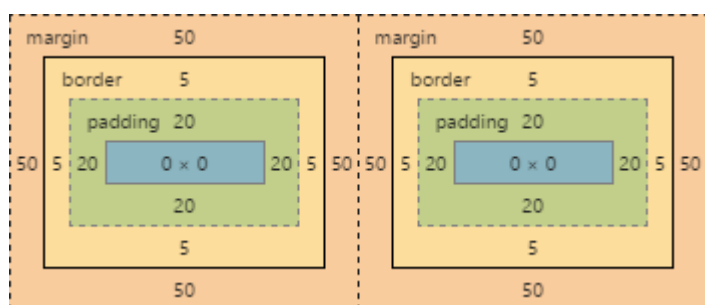 margin 50 margin 50
border 5 border 5
padding 20 padding 20
50 5 20 0 × 0 20 5 50 50 5 20 0 × 0 20 5 50
20 20
5 5
50 50